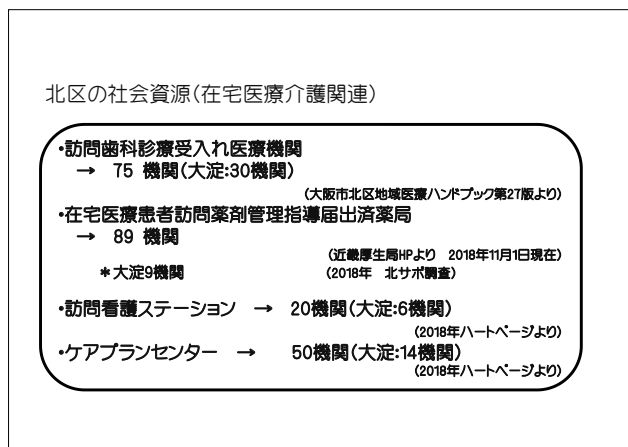 北区の社会資源(在宅医療介護関連)
・訪問歯科診療受入れ医療機関
→ 75 機関(大淀:30機関)
(大阪市北区地域医療ハンドブック第27版より)
・在宅医療患者訪問薬剤管理指導届出済薬局
→ 89 機関
(近畿厚生局HPより 2018年11月1日現在)
＊大淀9機関 (2018年 北サポ調査)
・訪問看護ステーション → 20機関(大淀:6機関)
(2018年ハートページより)
・ケアプランセンター → 50機関(大淀:14機関)
(2018年ハートページより)